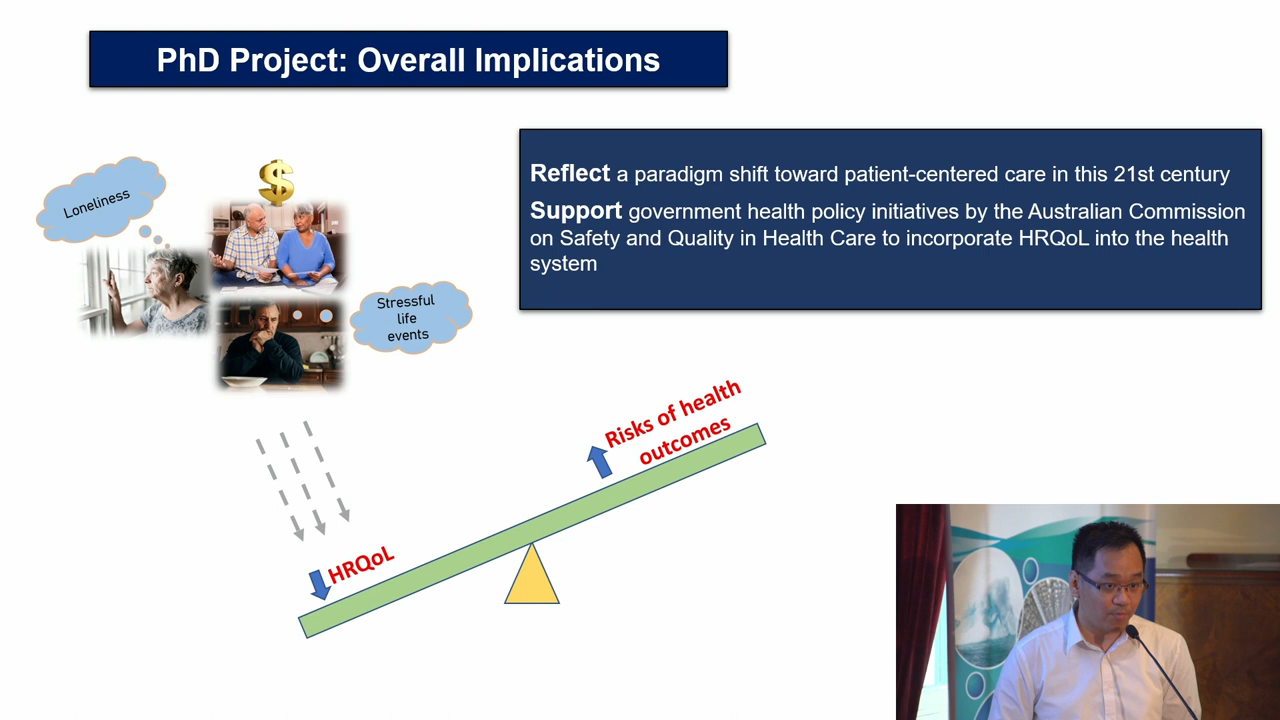 PhD Project: Overall Implications
Reflect a paradigm shift toward patient-centered care in this 21st century
Support government health policy initiatives by the Australian Commission
on Safety and Quality in Health Care to incorporate HRQoL into the health
system
Loneliness
$
Stressful
life
events
Risks of health
outcomes
HRQoL